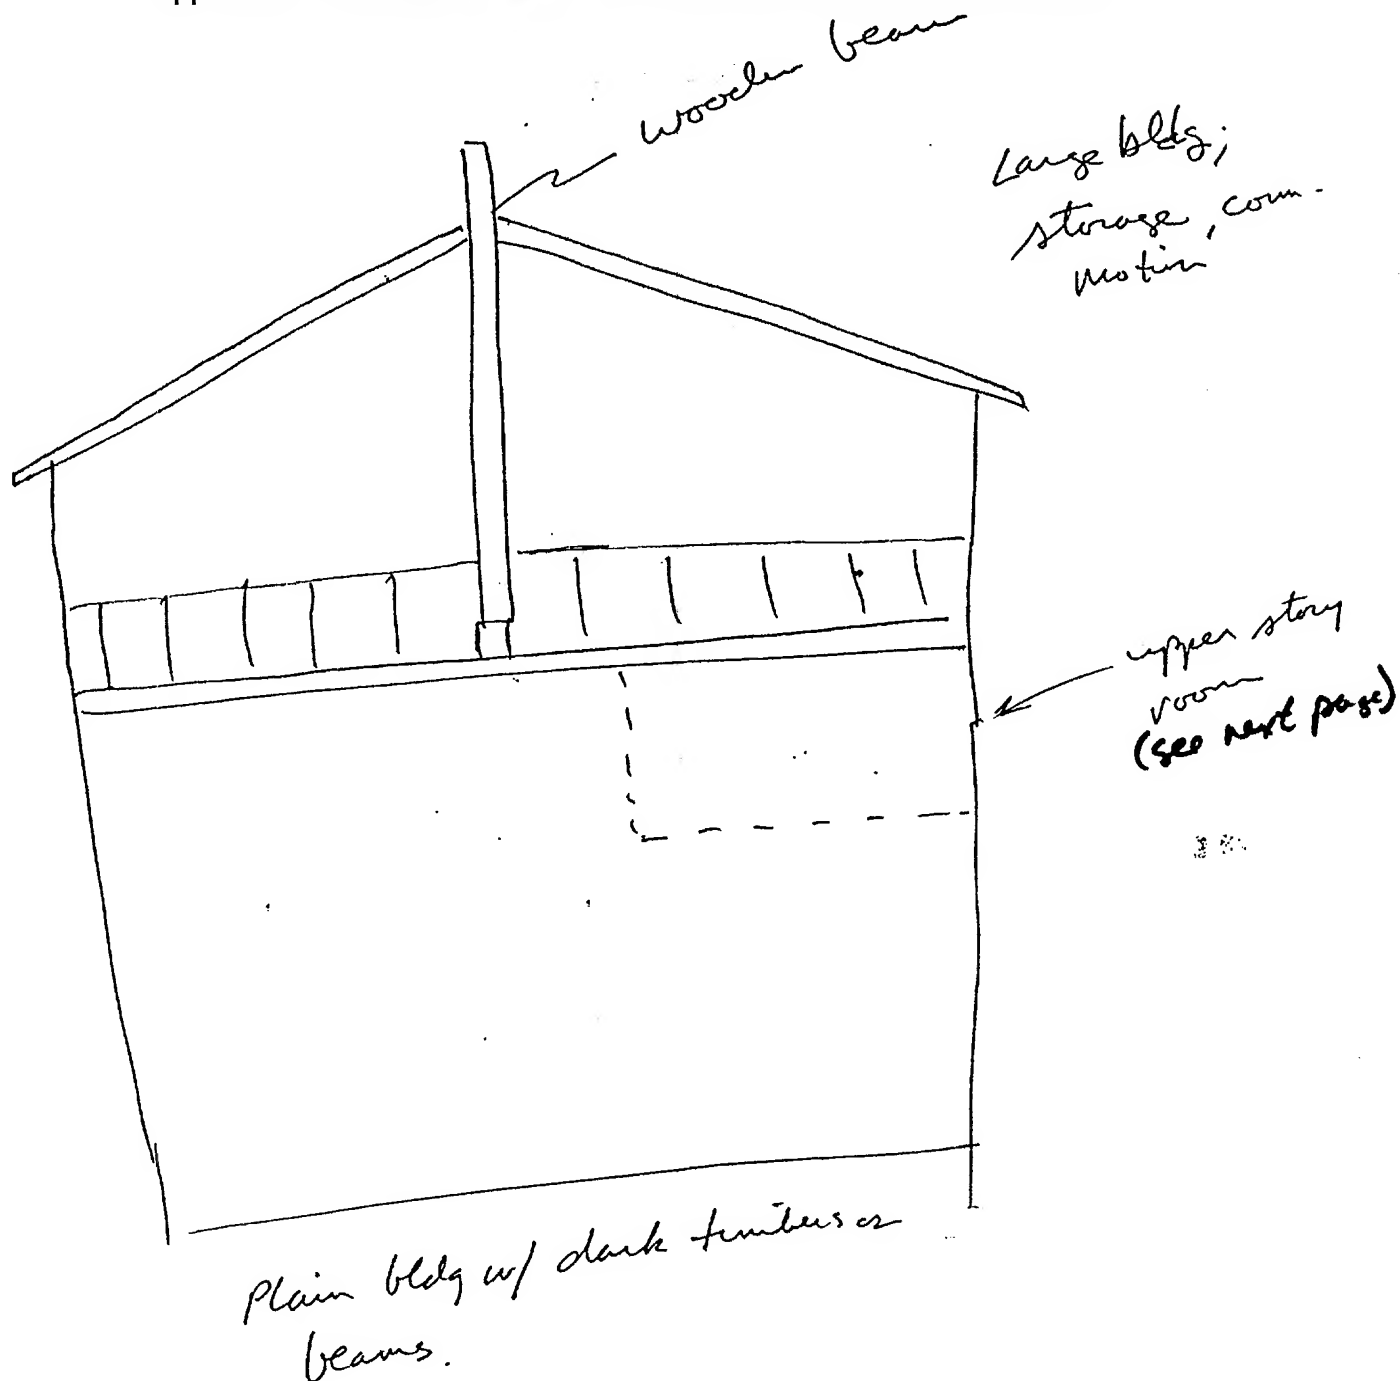 wooden beam
Large bldg;
storage, com.
motion
upper story
room
(see next page)
Plain bldg w/ dark timbers or
beams.